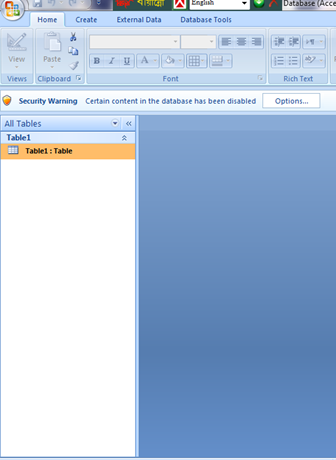 English
Database (Acce
Home Create External Data Database Tools
View Paste
B I U A
Views Clipboard Font Rich Text
Security Warning Certain content in the database has been disabled Options...
All Tables
Table1
Table1 : Table